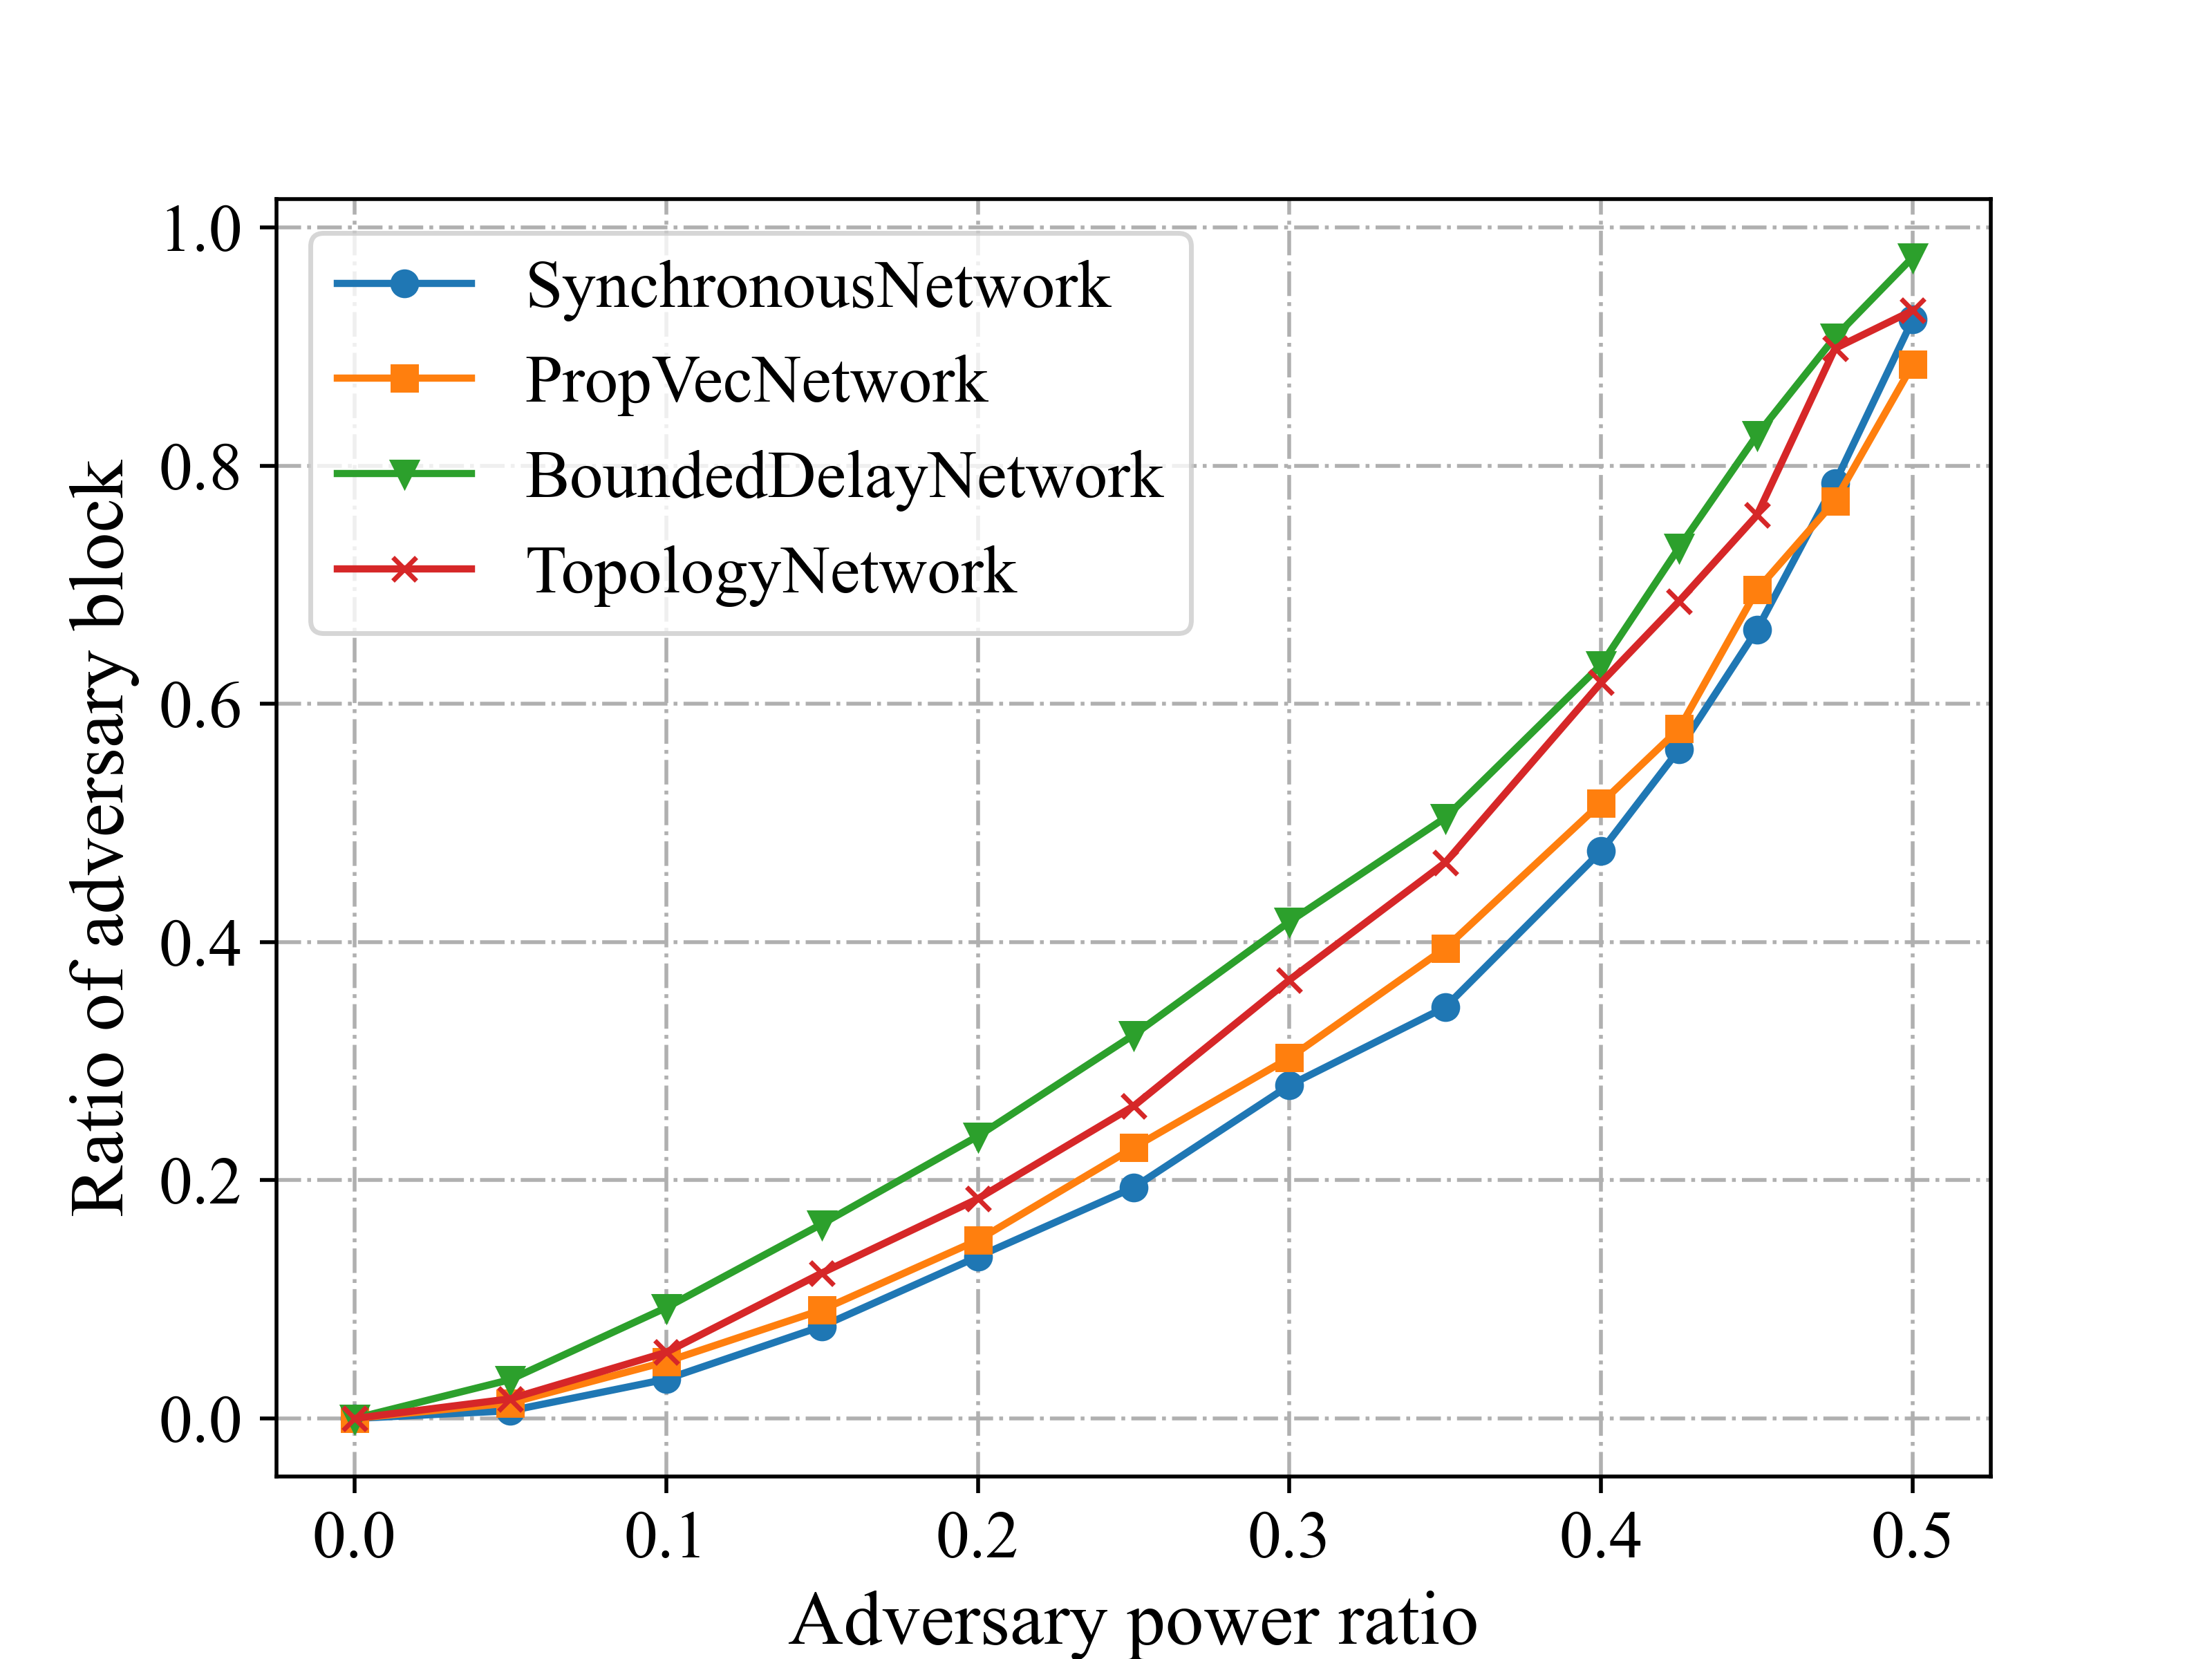 SynchronousNetwork
PropVecNetwork
BoundedDelayNetwork
TopologyNetwork
Ratio of adversary block
1.0
0.8
0.6
0.4
0.2
0.0
0.0 0.1 0.2 0.3 0.4 0.5
Adversary power ratio